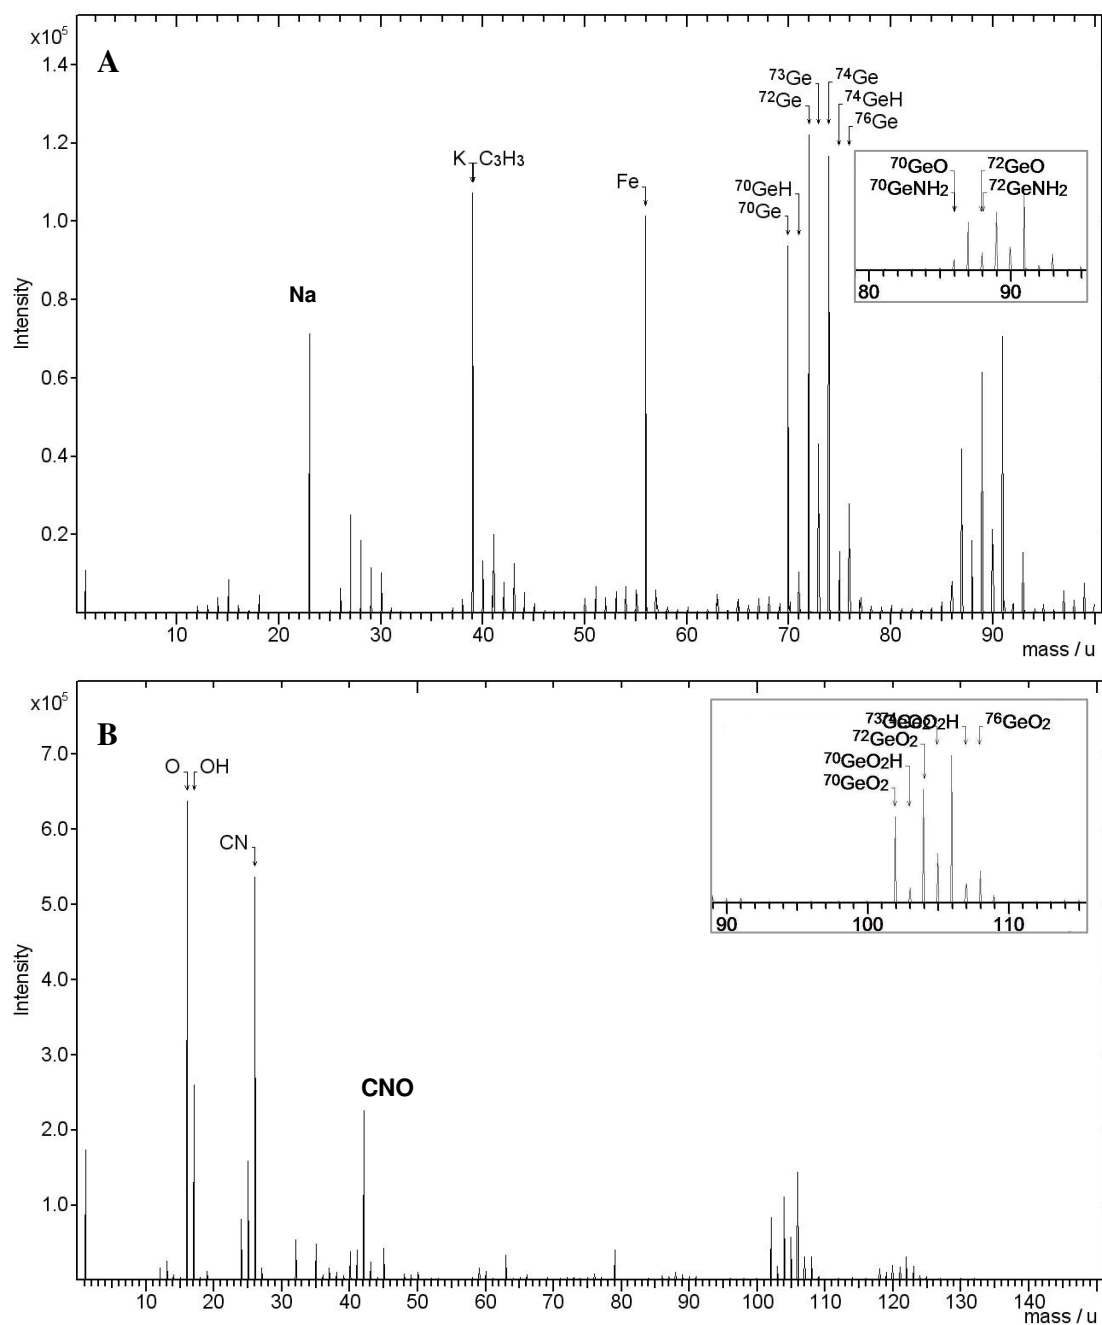 x10⁵
A
1.4
1.2
1.0
0.8
0.6
0.4
0.2
Intensity
Na
K C₃H₃
Fe
⁷⁰GeH
⁷⁰Ge
⁷³Ge ⁷⁴Ge
⁷²Ge ⁷⁴GeH
⁷⁶Ge
⁷⁰GeO ⁷²GeO
⁷⁰GeNH2 ⁷²GeNH2
80 90
10 20 30 40 50 60 70 80 90
mass / u
x10⁵
B
7.0
6.0
5.0
4.0
3.0
2.0
1.0
Intensity
O OH
CN
CNO
⁷⁶GeO₂
⁷²GeO₂
⁷⁰GeO₂H
⁷⁰GeO₂
90 100 110
10 20 30 40 50 60 70 80 90 100 110 120 130 140
mass / u